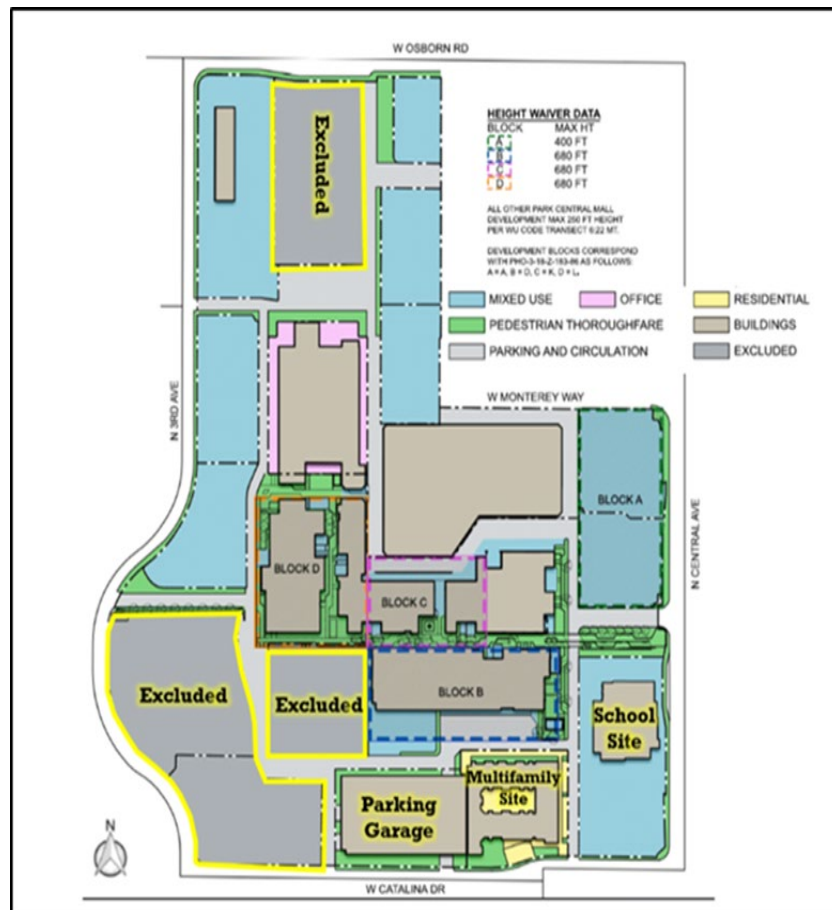 W OSBORN RD
Excluded
HEIGHT WAIVER DATA
BLOCK MAX HT
A 400 FT
B 680 FT
C 680 FT
D 680 FT
ALL OTHER PARK CENTRAL MALL
DEVELOPMENT MAX 250 FT HEIGHT
PER WU CODE TRANSECT 6:22 MT.
DEVELOPMENT BLOCKS CORRESPOND
WITH PHO-3-18-Z-183-86 AS FOLLOWS:
A = A, B = D, C = K, D = L.
MIXED USE OFFICE RESIDENTIAL
PEDESTRIAN THOROUGHFARE BUILDINGS
PARKING AND CIRCULATION EXCLUDED
N 3RD AVE
W MONTEREY WAY
BLOCK A
N CENTRAL AVE
BLOCK D
BLOCK C
Excluded
Excluded
BLOCK B
School
Site
Multifamily
Site
Parking
Garage
N
W CATALINA DR